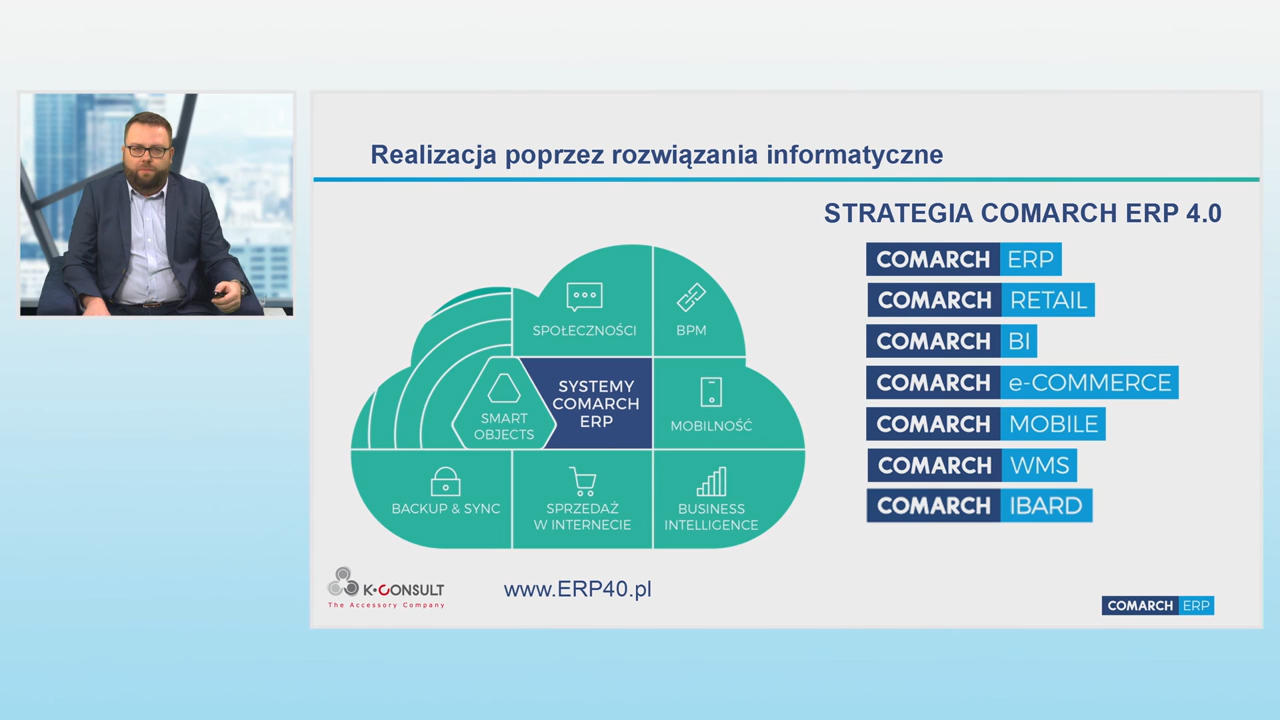 Realizacja poprzez rozwiązania informatyczne
STRATEGIA COMARCH ERP 4.0
SPOŁECZNOŚCI
BPM
SMART
OBJECTS
SYSTEMY
COMARCH
ERP
MOBILNOŚĆ
BACKUP & SYNC
SPRZEDAŻ
W INTERNECIE
BUSINESS
INTELLIGENCE
COMARCH ERP
COMARCH RETAIL
COMARCH BI
COMARCH e-COMMERCE
COMARCH MOBILE
COMARCH WMS
COMARCH IBARD
K•CONSULT
The Accessory Company
www.ERP40.pl
COMARCH ERP